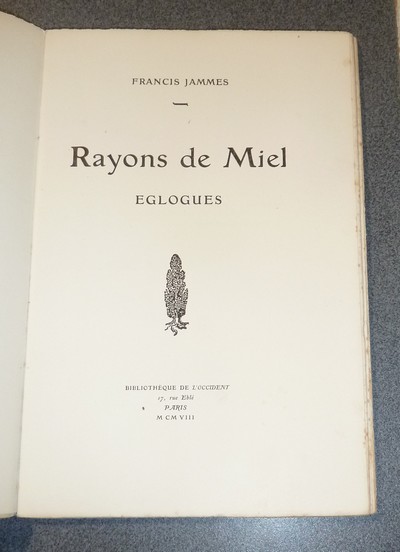 FRANCIS JAMMES
Rayons de Miel
EGLOGUES
BIBLIOTHÈQUE DE L'OCCIDENT
17, rue Eblé
PARIS
MCMVIII